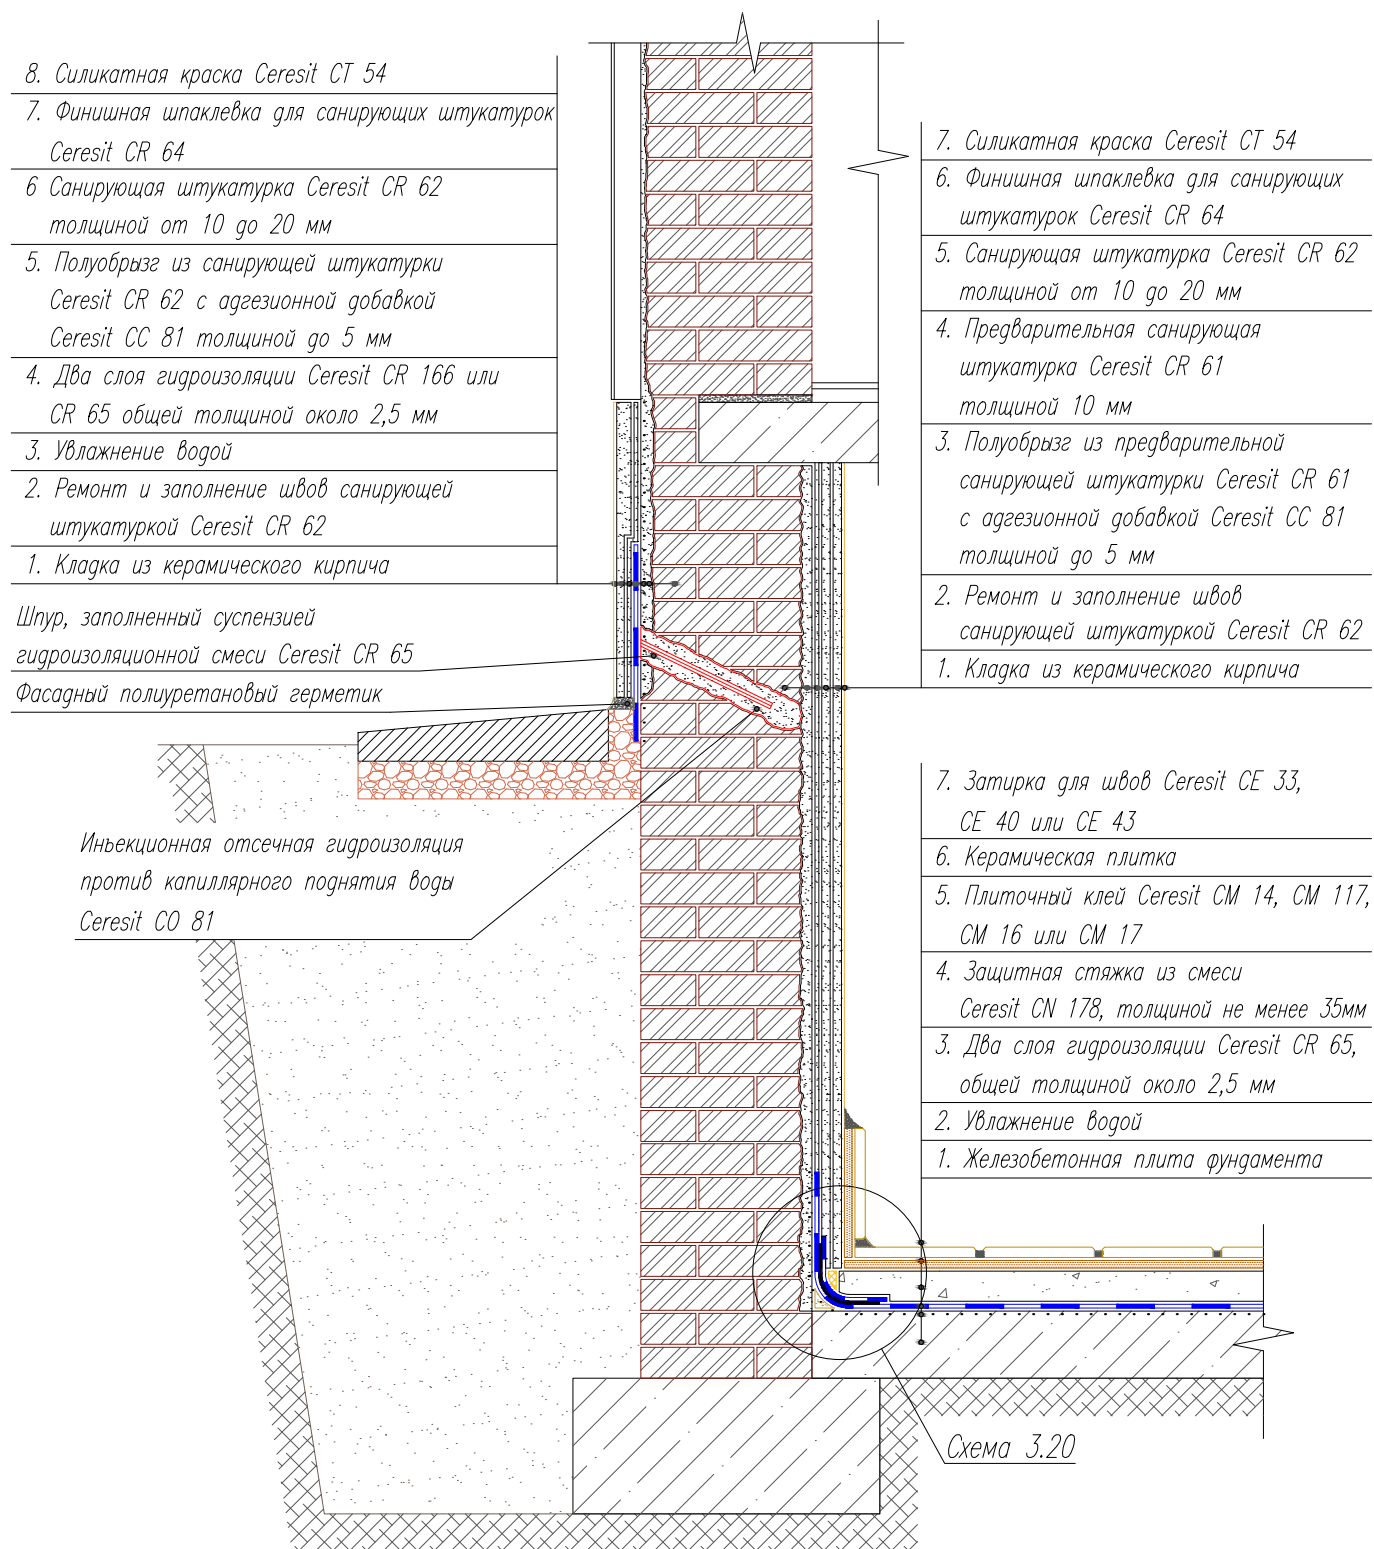 8. Силикатная краска Ceresit CT 54
7. Финишная шпаклевка для санирующих штукатурок
Ceresit CR 64
6 Санирующая штукатурка Ceresit CR 62
толщиной от 10 до 20 мм
5. Полуобрызг из санирующей штукатурки
Ceresit CR 62 с адгезионной добавкой
Ceresit CC 81 толщиной до 5 мм
4. Два слоя гидроизоляции Ceresit CR 166 или
CR 65 общей толщиной около 2,5 мм
3. Увлажнение водой
2. Ремонт и заполнение швов санирующей
штукатуркой Ceresit CR 62
1. Кладка из керамического кирпича
Шпур, заполненный суспензией
гидроизоляционной смеси Ceresit CR 65
Фасадный полиуретановый герметик
Инъекционная отсечная гидроизоляция
против капиллярного поднятия воды
Ceresit CO 81
7. Силикатная краска Ceresit CT 54
6. Финишная шпаклевка для санирующих
штукатурок Ceresit CR 64
5. Санирующая штукатурка Ceresit CR 62
толщиной от 10 до 20 мм
4. Предварительная санирующая
штукатурка Ceresit CR 61
толщиной 10 мм
3. Полуобрызг из предварительной
санирующей штукатурки Ceresit CR 61
с адгезионной добавкой Ceresit CC 81
толщиной до 5 мм
2. Ремонт и заполнение швов
санирующей штукатуркой Ceresit CR 62
1. Кладка из керамического кирпича
7. Затирка для швов Ceresit CE 33,
CE 40 или CE 43
6. Керамическая плитка
5. Плиточный клей Ceresit CM 14, CM 117,
CM 16 или CM 17
4. Защитная стяжка из смеси
Ceresit CN 178, толщиной не менее 35мм
3. Два слоя гидроизоляции Ceresit CR 65,
общей толщиной около 2,5 мм
2. Увлажнение водой
1. Железобетонная плита фундамента
Схема 3.20